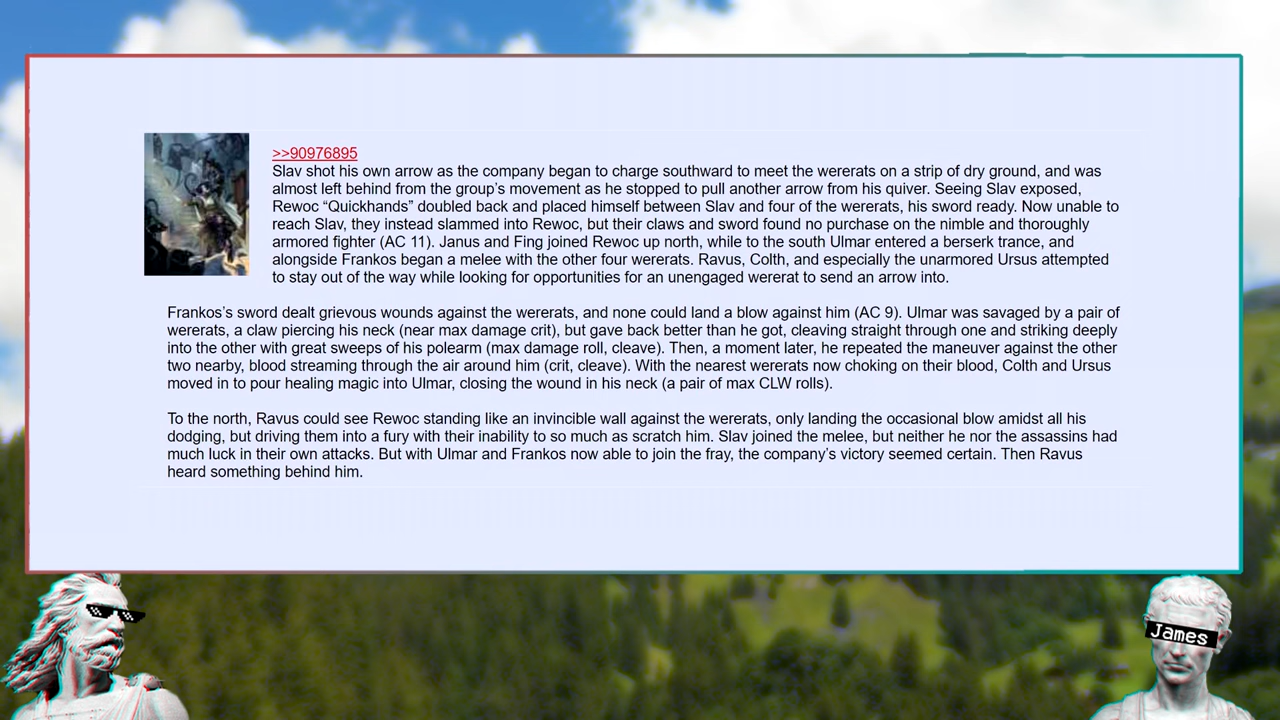 >>90976895
Slav shot his own arrow as the company began to charge southward to meet the wererats on a strip of dry ground, and was
almost left behind from the group's movement as he stopped to pull another arrow from his quiver. Seeing Slav exposed,
Rewoc “Quickhands” doubled back and placed himself between Slav and four of the wererats, his sword ready. Now unable to
reach Slav, they instead slammed into Rewoc, but their claws and sword found no purchase on the nimble and thoroughly
armored fighter (AC 11). Janus and Fing joined Rewoc up north, while to the south Ulmar entered a berserk trance, and
alongside Frankos began a melee with the other four wererats. Ravus, Colth, and especially the unarmored Ursus attempted
to stay out of the way while looking for opportunities for an unengaged wererat to send an arrow into.
Frankos's sword dealt grievous wounds against the wererats, and none could land a blow against him (AC 9). Ulmar was savaged by a pair of
wererats, a claw piercing his neck (near max damage crit), but gave back better than he got, cleaving straight through one and striking deeply
into the other with great sweeps of his polearm (max damage roll, cleave). Then, a moment later, he repeated the maneuver against the other
two nearby, blood streaming through the air around him (crit, cleave). With the nearest wererats now choking on their blood, Colth and Ursus
moved in to pour healing magic into Ulmar, closing the wound in his neck (a pair of max CLW rolls).
To the north, Ravus could see Rewoc standing like an invincible wall against the wererats, only landing the occasional blow amidst all his
dodging, but driving them into a fury with their inability to so much as scratch him. Slav joined the melee, but neither he nor the assassins had
much luck in their own attacks. But with Ulmar and Frankos now able to join the fray, the company's victory seemed certain. Then Ravus
heard something behind him.
James